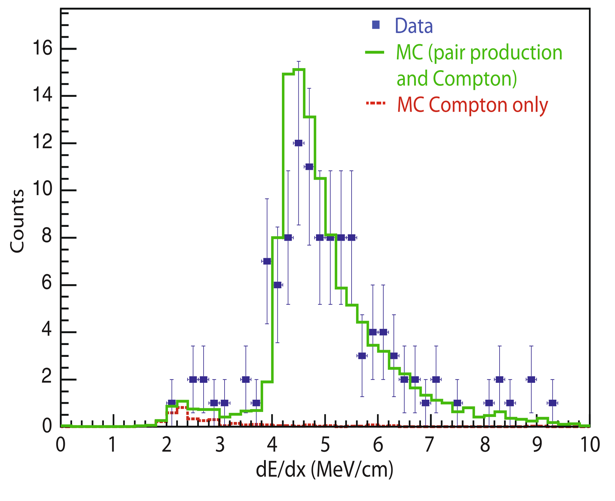 Data
MC (pair production
and Compton)
MC Compton only
Counts
16
14
12
10
8
6
4
2
0
0 1 2 3 4 5 6 7 8 9 10
dE/dx (MeV/cm)